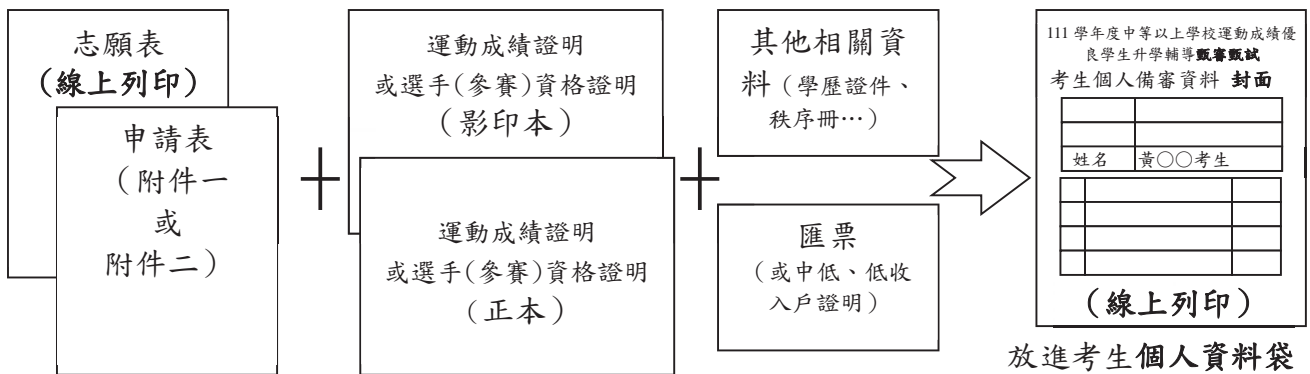 志願表
(線上列印)
申請表
(附件一
或
附件二)
運動成績證明
或選手(參賽)資格證明
(影印本)
運動成績證明
或選手(參賽)資格證明
(正本)
其他相關資
料(學歷證件、
秩序冊…)
匯票
(或中低、低收
入戶證明)
111 學年度中等以上學校運動成績優
良學生升學輔導甄審甄試
考生個人備審資料 封面
姓名 黃○○考生
(線上列印)
放進考生個人資料袋